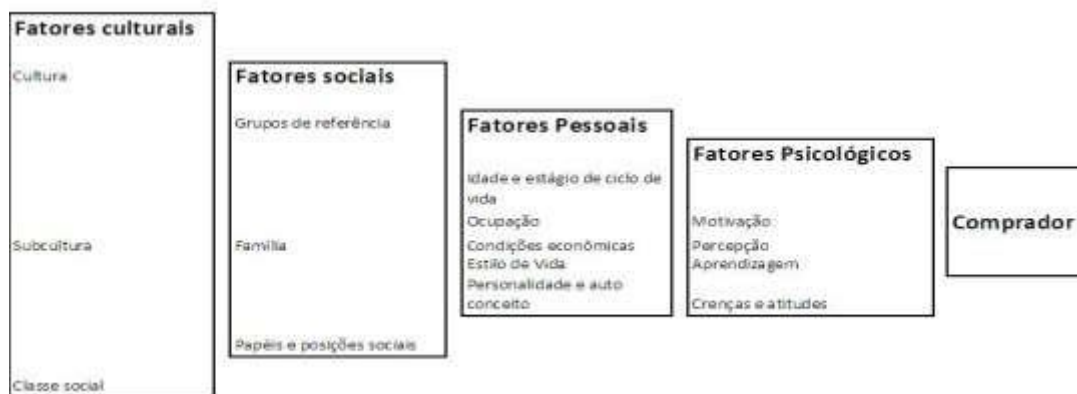 Fatores culturais
Cultura
Subcultura
Classe social
Fatores sociais
Grupos de referência
Família
Papéis e posições sociais
Fatores Pessoais
Idade e estágio de ciclo de
vida
Ocupação
Condições econômicas
Estilo de Vida
Personalidade e auto
conceito
Fatores Psicológicos
Motivação
Percepção
Aprendizagem
Crenças e atitudes
Comprador